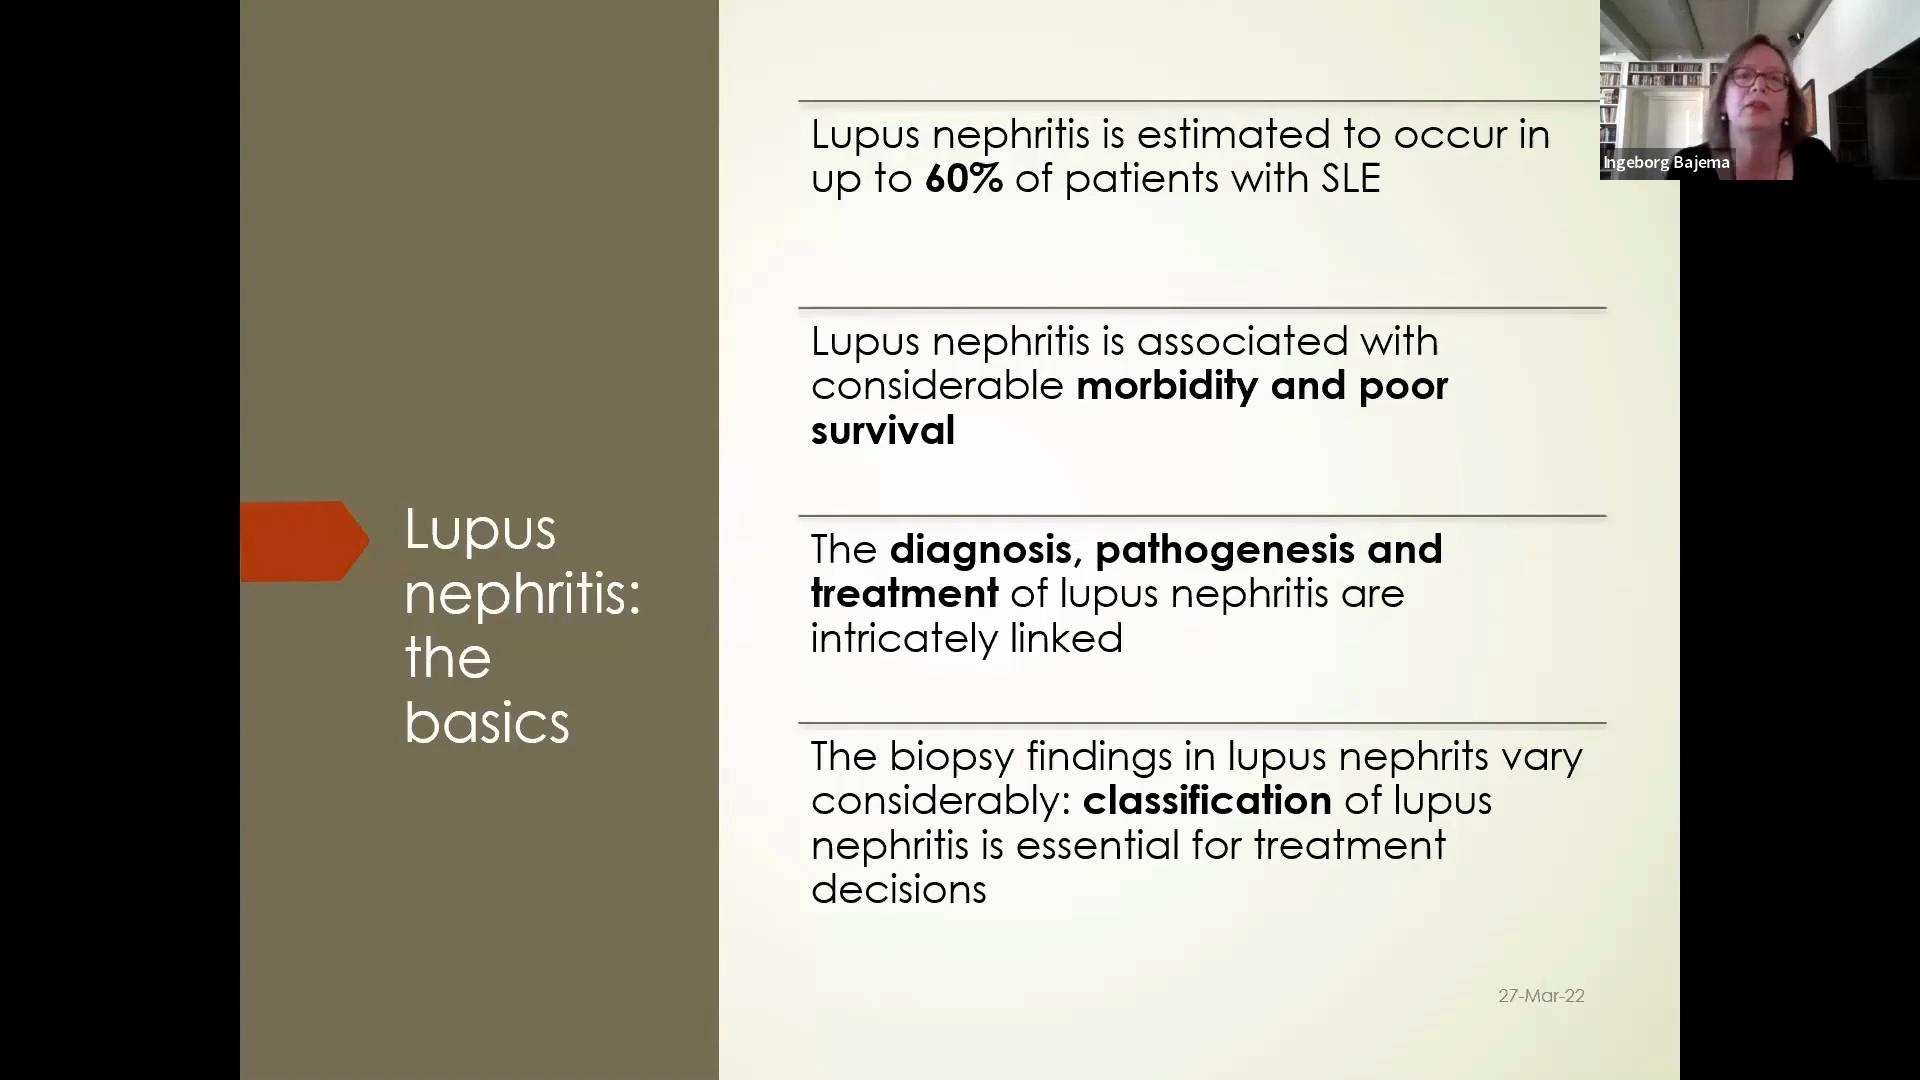 Lupus nephritis is estimated to occur in
up to 60% of patients with SLE
Ingeborg Bajema
Lupus nephritis is associated with
considerable morbidity and poor
survival
Lupus
nephritis:
the
basics
The diagnosis, pathogenesis and
treatment of lupus nephritis are
intricately linked
The biopsy findings in lupus nephrits vary
considerably: classification of lupus
nephritis is essential for treatment
decisions
27-Mar-22